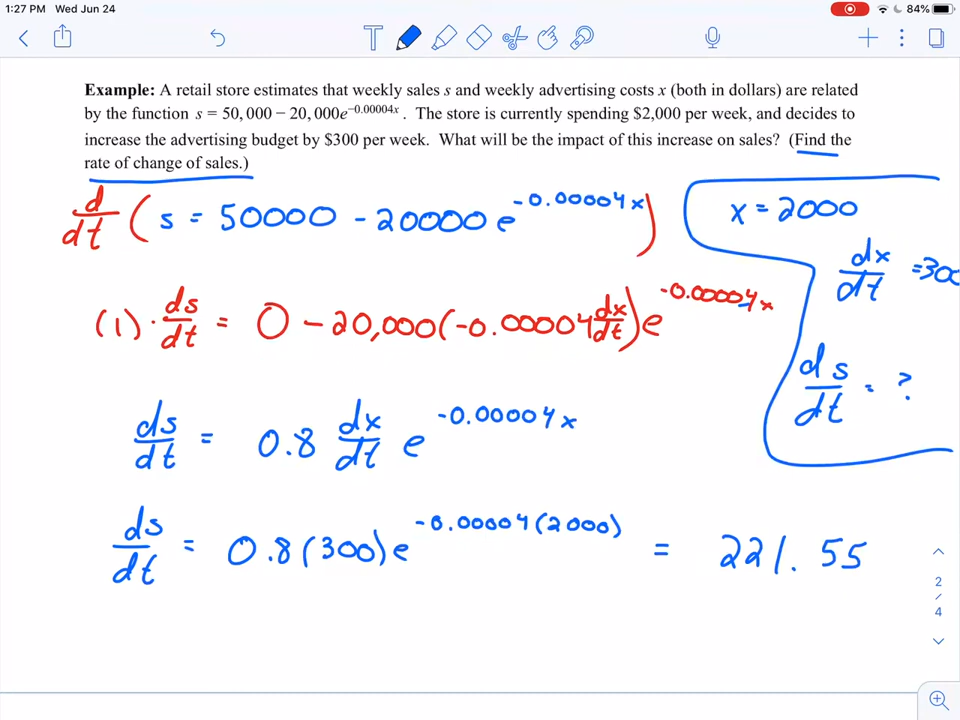 1:27 PM Wed Jun 24
84%
Example: A retail store estimates that weekly sales s and weekly advertising costs x (both in dollars) are related
by the function s = 50,000 − 20,000e^−0.00004x . The store is currently spending $2,000 per week, and decides to
increase the advertising budget by $300 per week. What will be the impact of this increase on sales? (Find the
rate of change of sales.)
d/dt ( s = 50000 - 20000 e^-0.00004x )
x = 2000
dx/dt = 300
(1) · ds/dt = 0 - 20,000(-0.00004 dx/dt) e^-0.00004x
ds/dt = ?
ds/dt = 0.8 dx/dt e^-0.00004x
ds/dt = 0.8(300)e^-0.00004(2000) = 221.55
2
/
4